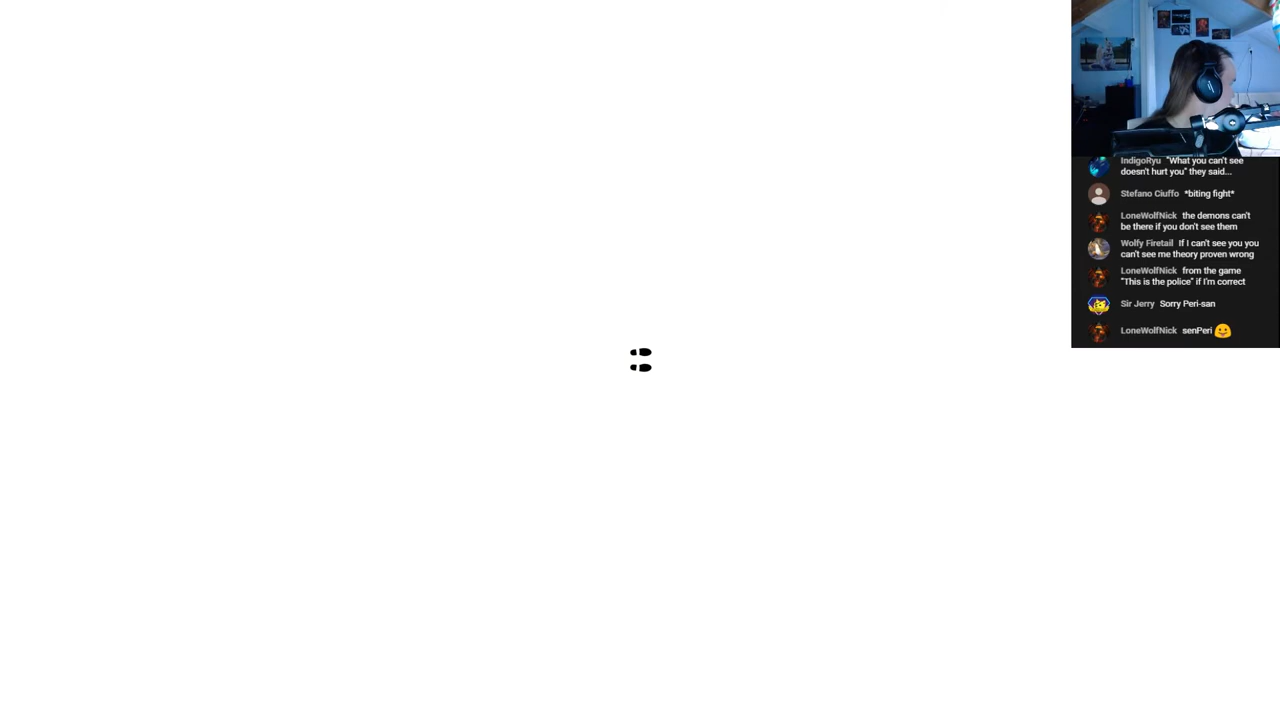 IndigoRyu "What you can't see
doesn't hurt you" they said...
Stefano Ciuffo *biting fight*
LoneWolfNick the demons can't
be there if you don't see them
Wolfy Firetail If I can't see you you
can't see me theory proven wrong
LoneWolfNick from the game
"This is the police" if I'm correct
Sir Jerry Sorry Peri-san
LoneWolfNick senPeri